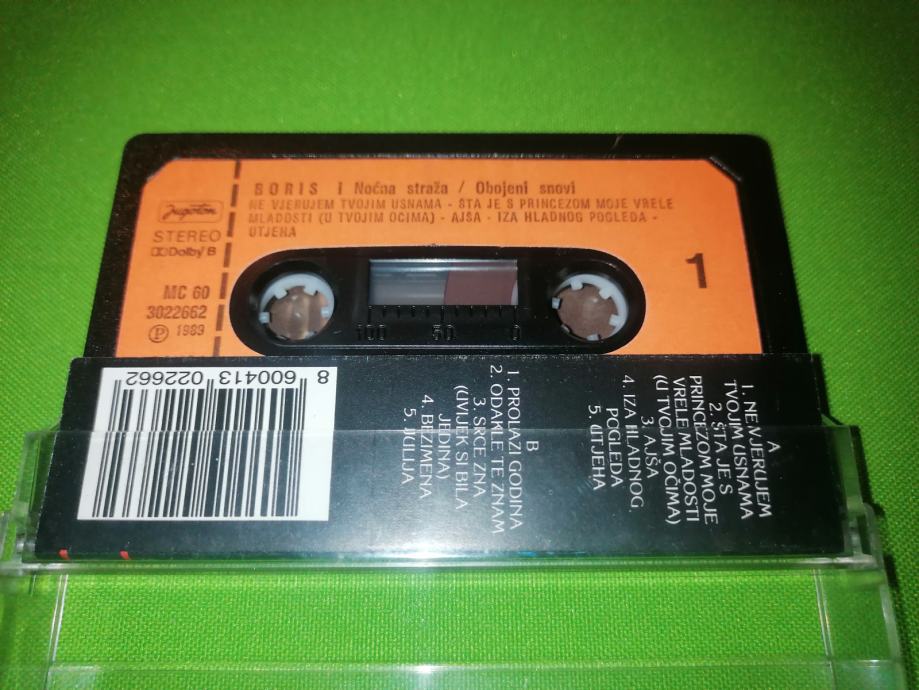 BORIS i Noćna straža / Obojeni snovi
NE VJERUJEM TVOJIM USNAMA - ŠTA JE S PRINCEZOM MOJE VRELE
MLADOSTI (U TVOJIM OČIMA) - AJŠA - IZA HLADNOG POGLEDA -
UTJEHA
Jugoton
STEREO
Dolby B
MC 60
3022662
℗ 1989
1
100 50 0
A
1. NE VJERUJEM
TVOJIM USNAMA
2. ŠTA JE S
PRINCEZOM MOJE
VRELE MLADOSTI
(U TVOJIM OČIMA)
3. AJŠA
4. IZA HLADNOG
POGLEDA
5. UTJEHA
B
1. PROLAZI GODINA
2. ODAKLE TE ZNAM
3. SRCE ZNA
(UVIJEK SI BILA
JEDINA)
4. BEZIMENA
5. JULIJA
8 600413 022662